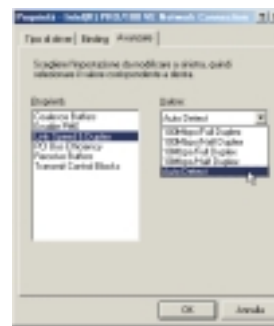 Proprietà - Intel(R) PRO/100 VE Network Connection
Tipo di driver
Binding
Avanzate
Scegliere l'impostazione da modificare a sinistra, quindi
selezionare il valore corrispondente a destra.
Proprietà:
Coalesce Buffers
Enable PME
Link Speed & Duplex
PCI Bus Efficiency
Receive Buffers
Transmit Control Blocks
Valore:
Auto Detect
100Mbps/Full Duplex
100Mbps/Half Duplex
10Mbps/Full Duplex
10Mbps/Half Duplex
Auto Detect
OK
Annulla